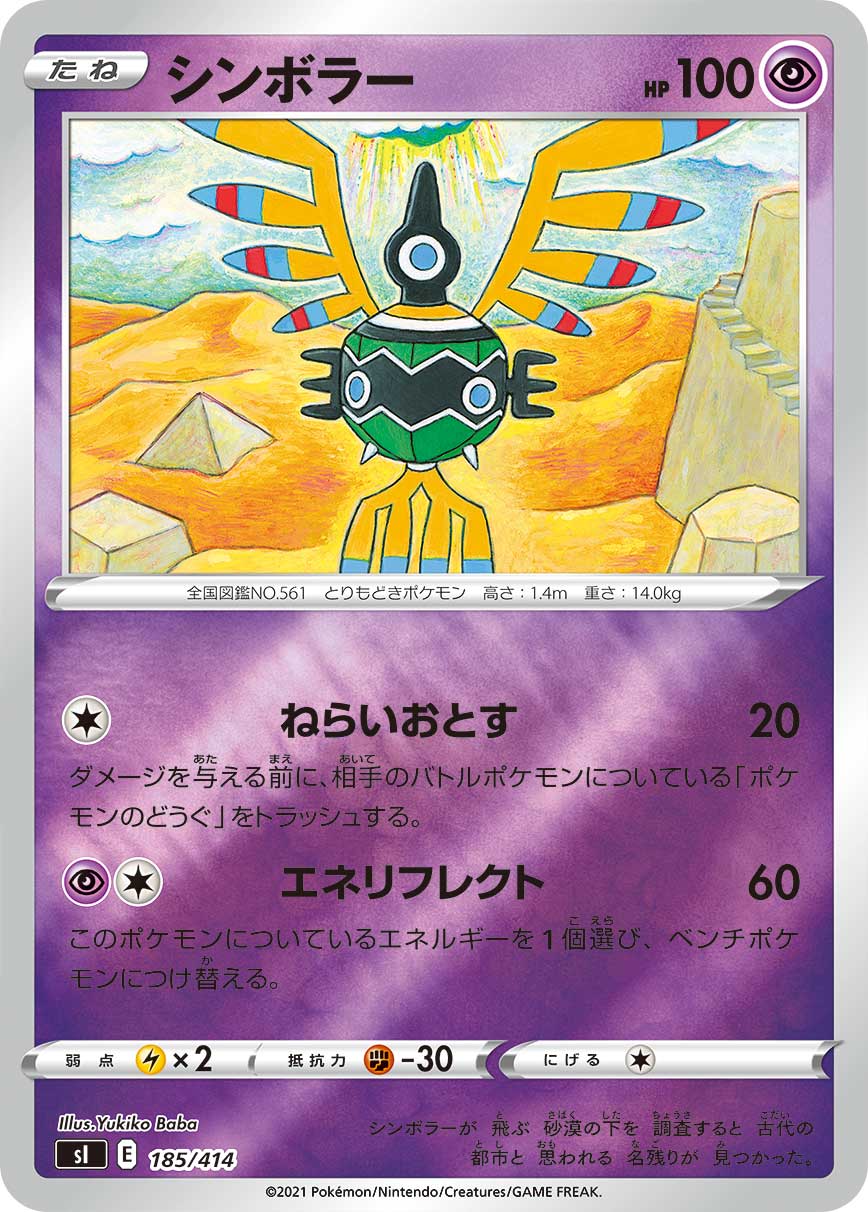 たね シンボラー HP 100
全国図鑑NO.561 とりもどきポケモン 高さ:1.4m 重さ:14.0kg
ねらいおとす 20
ダメージを与える前に、相手のバトルポケモンについている「ポケ
モンのどうぐ」をトラッシュする。
エネリフレクト 60
このポケモンについているエネルギーを1個選び、ベンチポケ
モンにつけ替える。
弱点 ×2 抵抗力 -30 にげる
Illus.Yukiko Baba
シンボラーが 飛ぶ 砂漠の下を 調査すると 古代の
都市と 思われる 名残りが 見つかった。
sI E 185/414
©2021 Pokémon/Nintendo/Creatures/GAME FREAK.